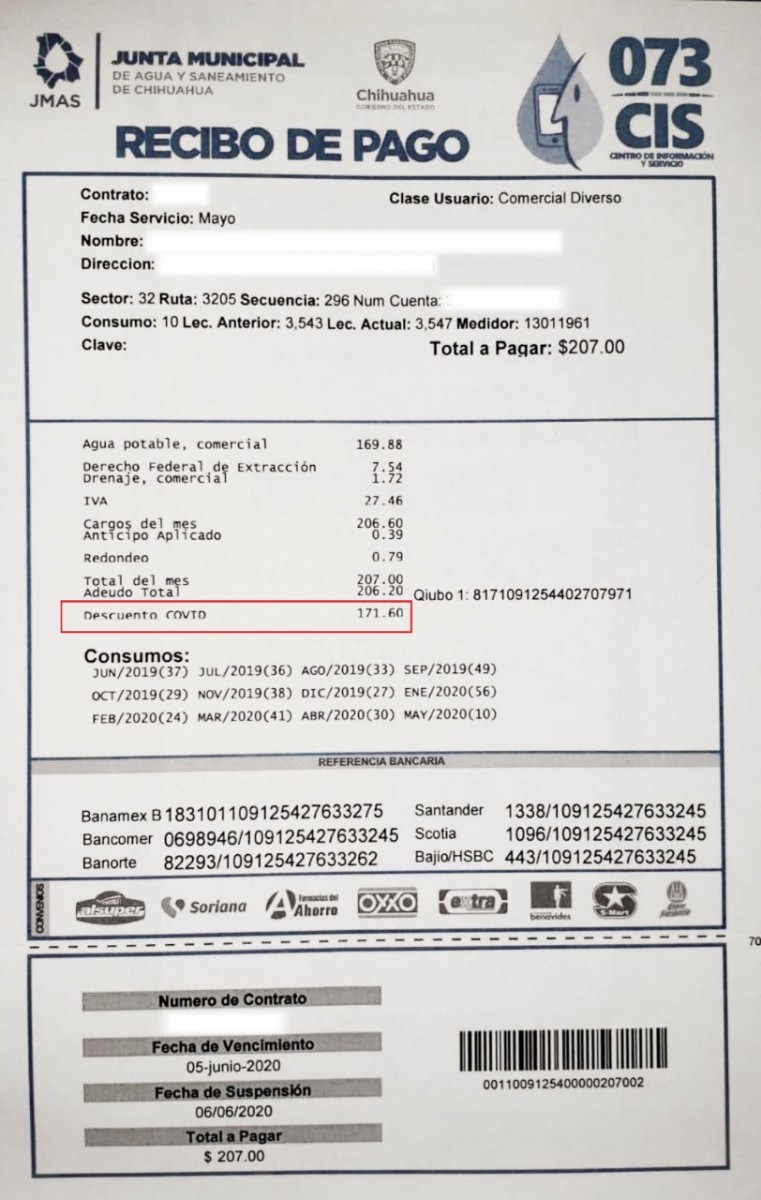 JMAS
JUNTA MUNICIPAL
DE AGUA Y SANEAMIENTO
DE CHIHUAHUA
Chihuahua
GOBIERNO DEL ESTADO
073
CIS
CENTRO DE INFORMACIÓN
Y SERVICIO
RECIBO DE PAGO
Contrato:
Clase Usuario: Comercial Diverso
Fecha Servicio: Mayo
Nombre:
Direccion:
Sector: 32 Ruta: 3205 Secuencia: 296 Num Cuenta:
Consumo: 10 Lec. Anterior: 3,543 Lec. Actual: 3,547 Medidor: 13011961
Clave:
Total a Pagar: $207.00
Agua potable, comercial 169.88
Derecho Federal de Extracción 7.54
Drenaje, comercial 1.72
IVA 27.46
Cargos del mes 206.60
Anticipo Aplicado 0.39
Redondeo 0.79
Total del mes 207.00
Adeudo Total 206.20
Qiubo 1: 8171091254402707971
Descuento COVID 171.60
Consumos:
JUN/2019(37) JUL/2019(36) AGO/2019(33) SEP/2019(49)
OCT/2019(29) NOV/2019(38) DIC/2019(27) ENE/2020(56)
FEB/2020(24) MAR/2020(41) ABR/2020(30) MAY/2020(10)
REFERENCIA BANCARIA
Banamex B 183101109125427633275
Santander 1338/109125427633245
Bancomer 0698946/109125427633245
Scotia 1096/109125427633245
Banorte 82293/109125427633262
Bajio/HSBC 443/109125427633245
CONVENIOS
alsuper
Soriana
Farmacias del
Ahorro
OXXO
extra
benavides
S-Mart
70
Numero de Contrato
Fecha de Vencimiento
05-junio-2020
Fecha de Suspensión
06/06/2020
Total a Pagar
$ 207.00
0011009125400000207002